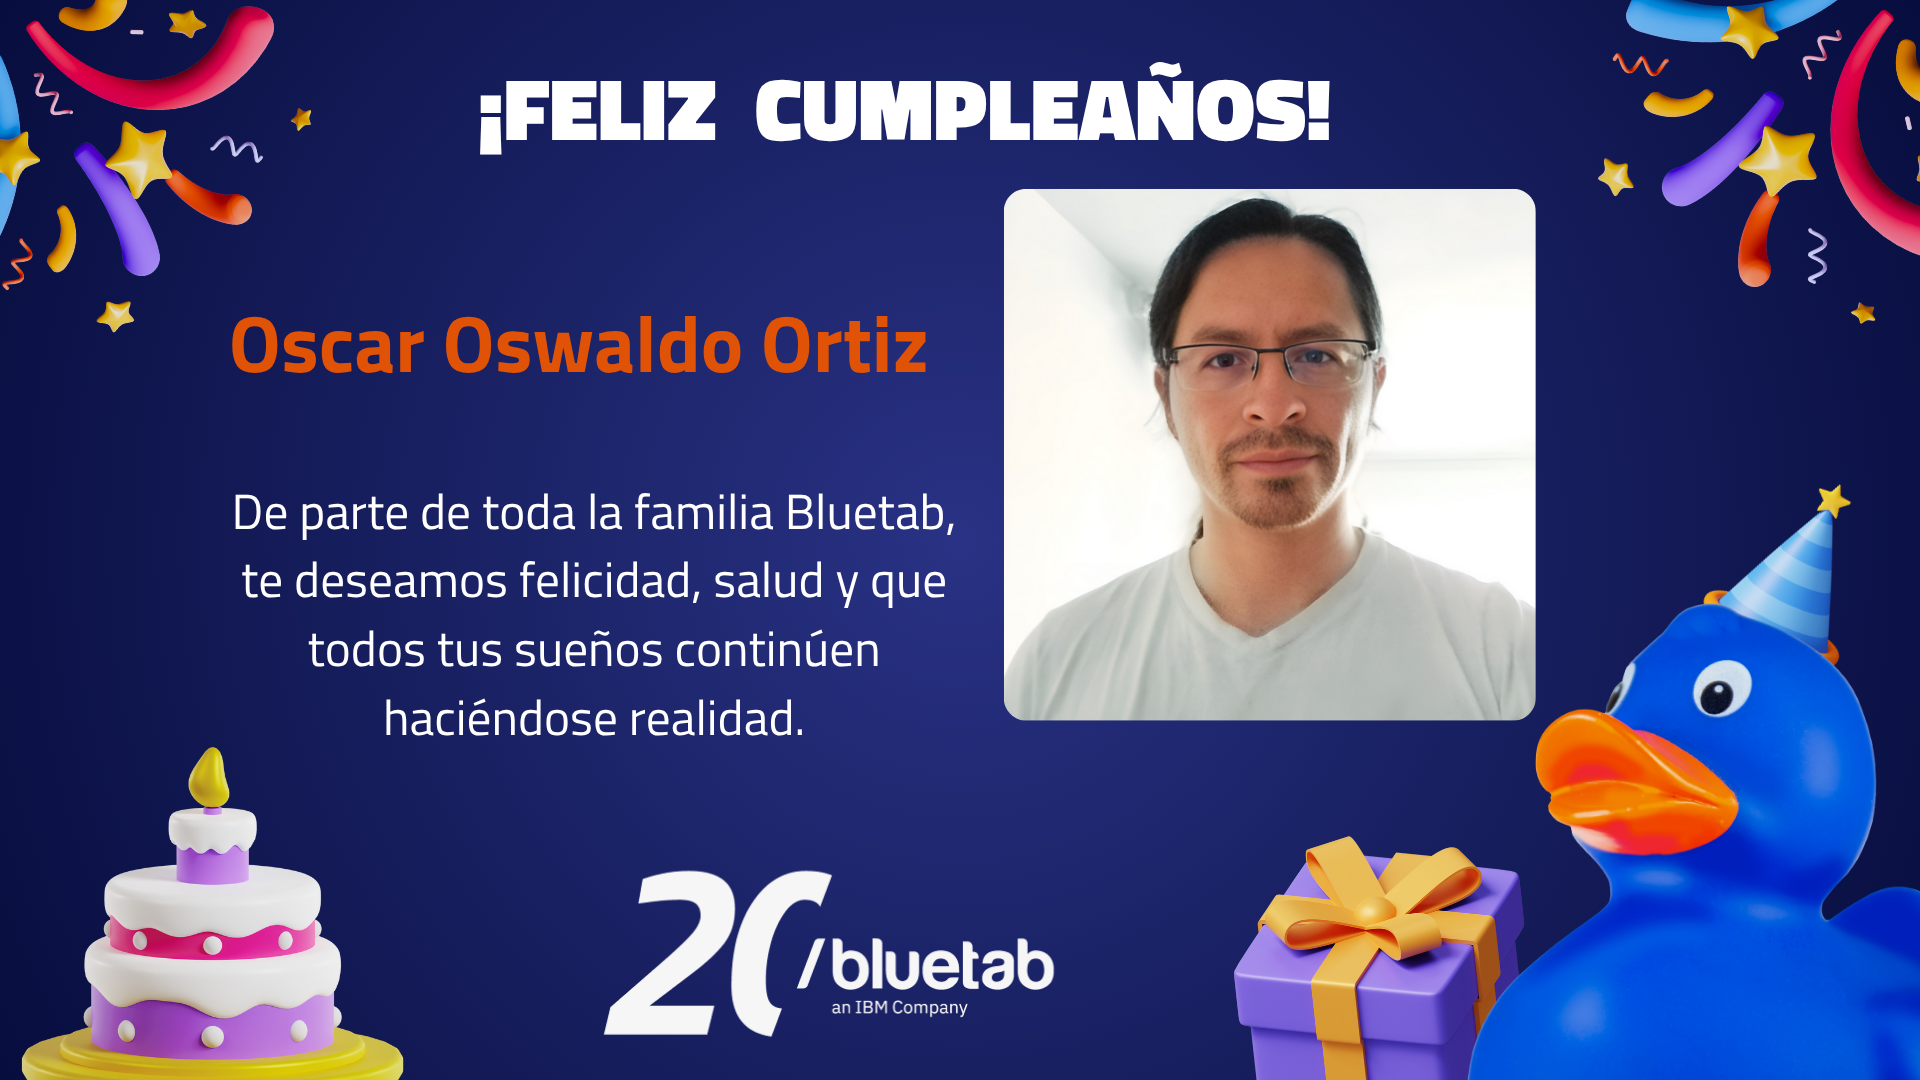 ¡FELIZ CUMPLEAÑOS!
Oscar Oswaldo Ortiz
De parte de toda la familia Bluetab,
te deseamos felicidad, salud y que
todos tus sueños continúen
haciéndose realidad.
20/bluetab
an IBM Company